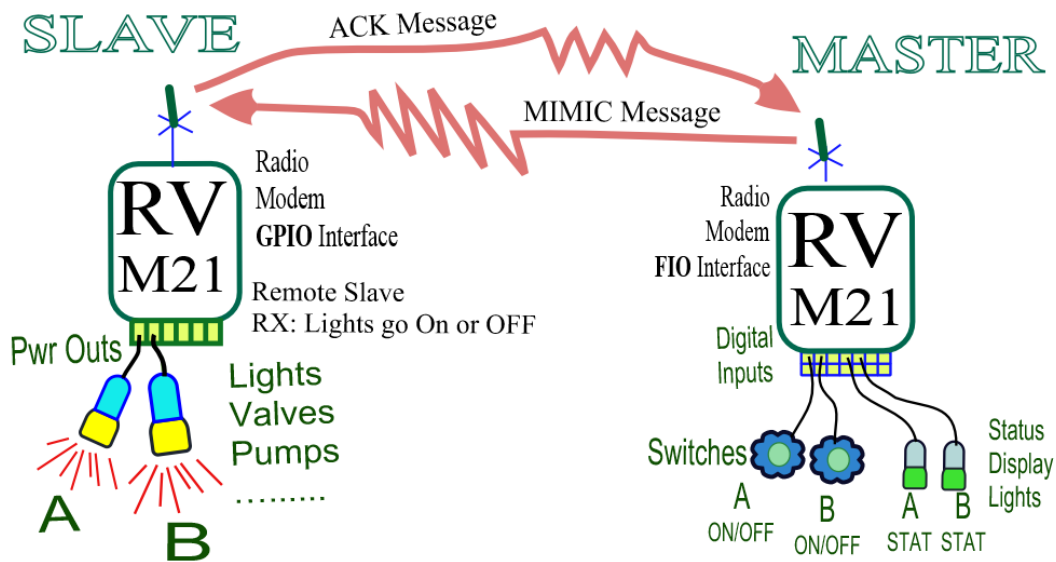 SLAVE
ACK Message
MASTER
MIMIC Message
RV
M21
Radio
Modem
GPIO Interface
Remote Slave
RX: Lights go On or OFF
Pwr Outs
Lights
Valves
Pumps
..........
A
B
Radio
Modem
FIO Interface
RV
M21
Digital
Inputs
Switches
A
ON/OFF
B
ON/OFF
A
STAT
B
STAT
Status
Display
Lights